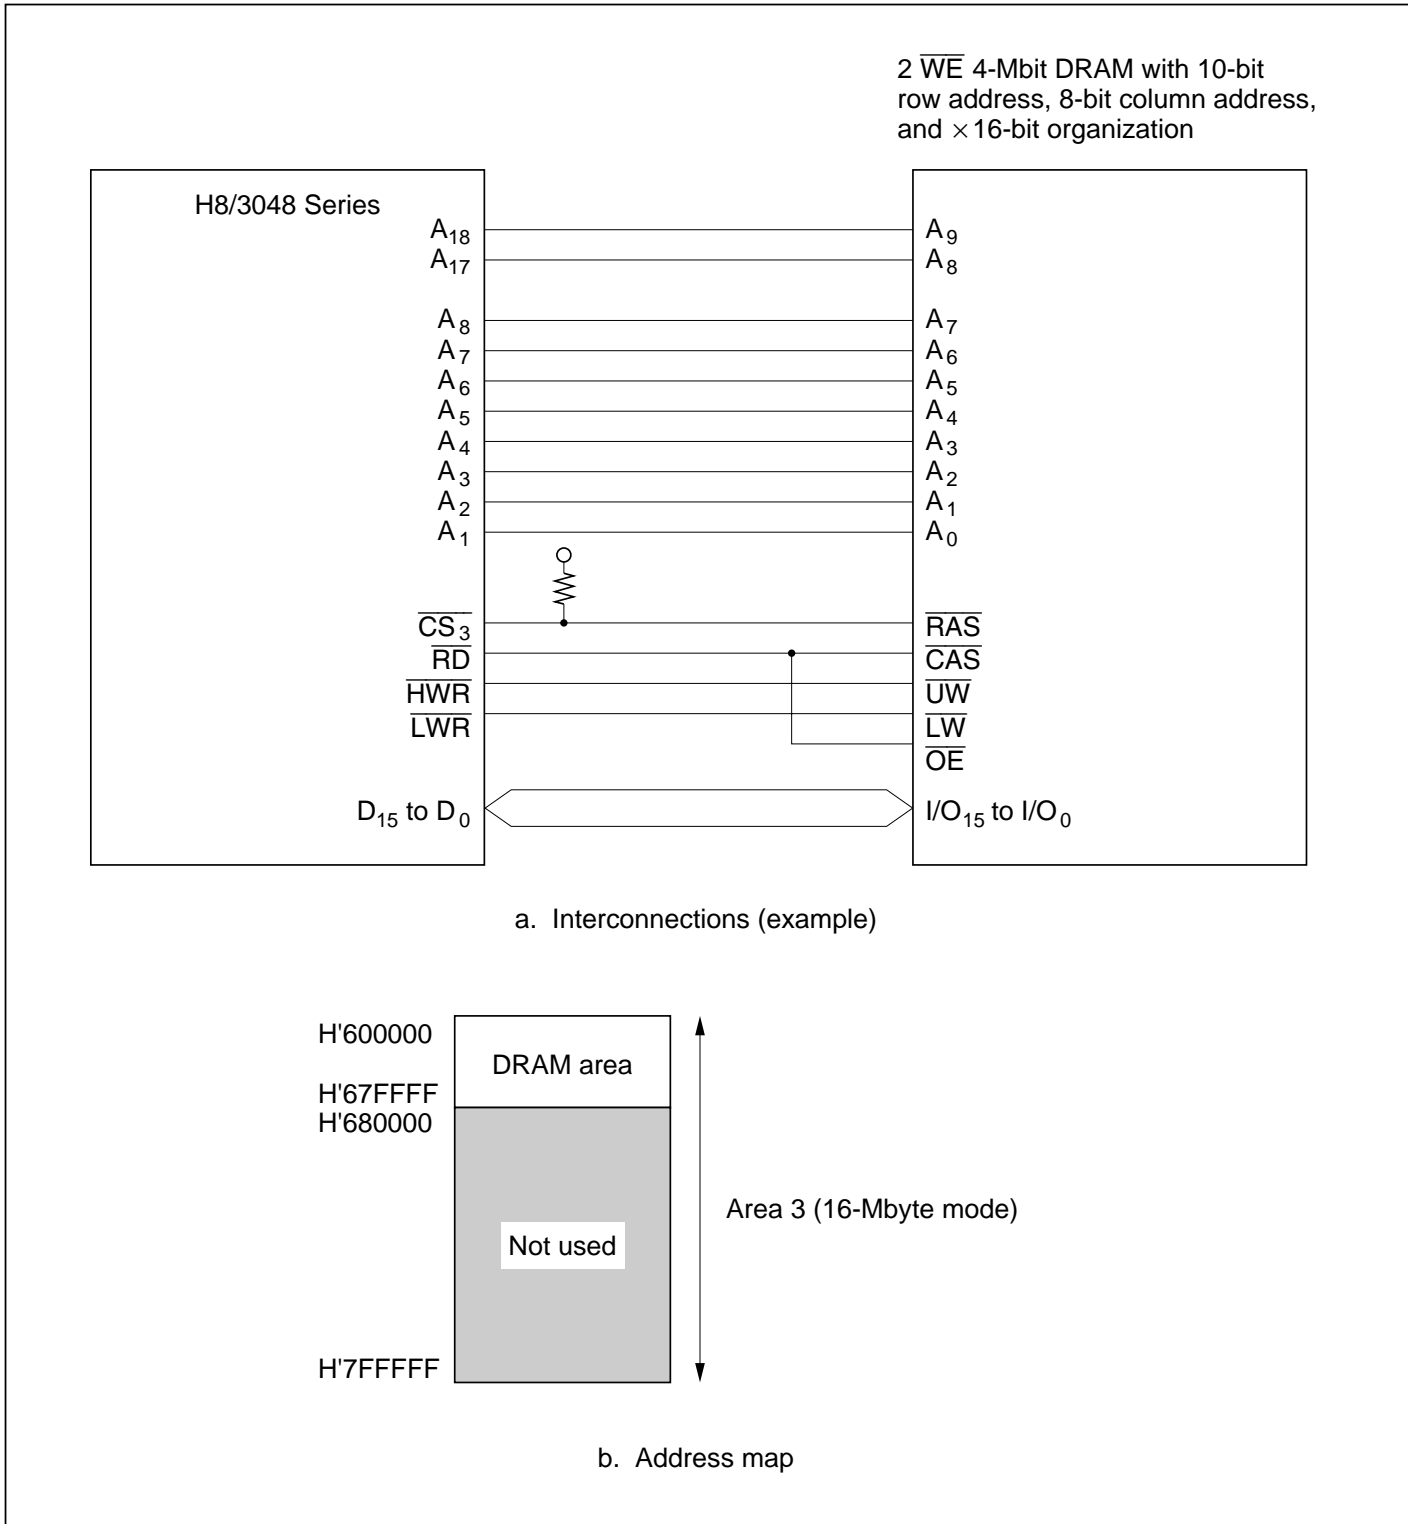 2 WE 4-Mbit DRAM with 10-bit
row address, 8-bit column address,
and ×16-bit organization
H8/3048 Series
A18 A9
A17 A8
A8 A7
A7 A6
A6 A5
A5 A4
A4 A3
A3 A2
A2 A1
A1 A0
CS3 RAS
RD CAS
HWR UW
LWR LW
OE
D15 to D0 I/O15 to I/O0
a. Interconnections (example)
H'600000
DRAM area
H'67FFFF
H'680000
Area 3 (16-Mbyte mode)
Not used
H'7FFFFF
b. Address map